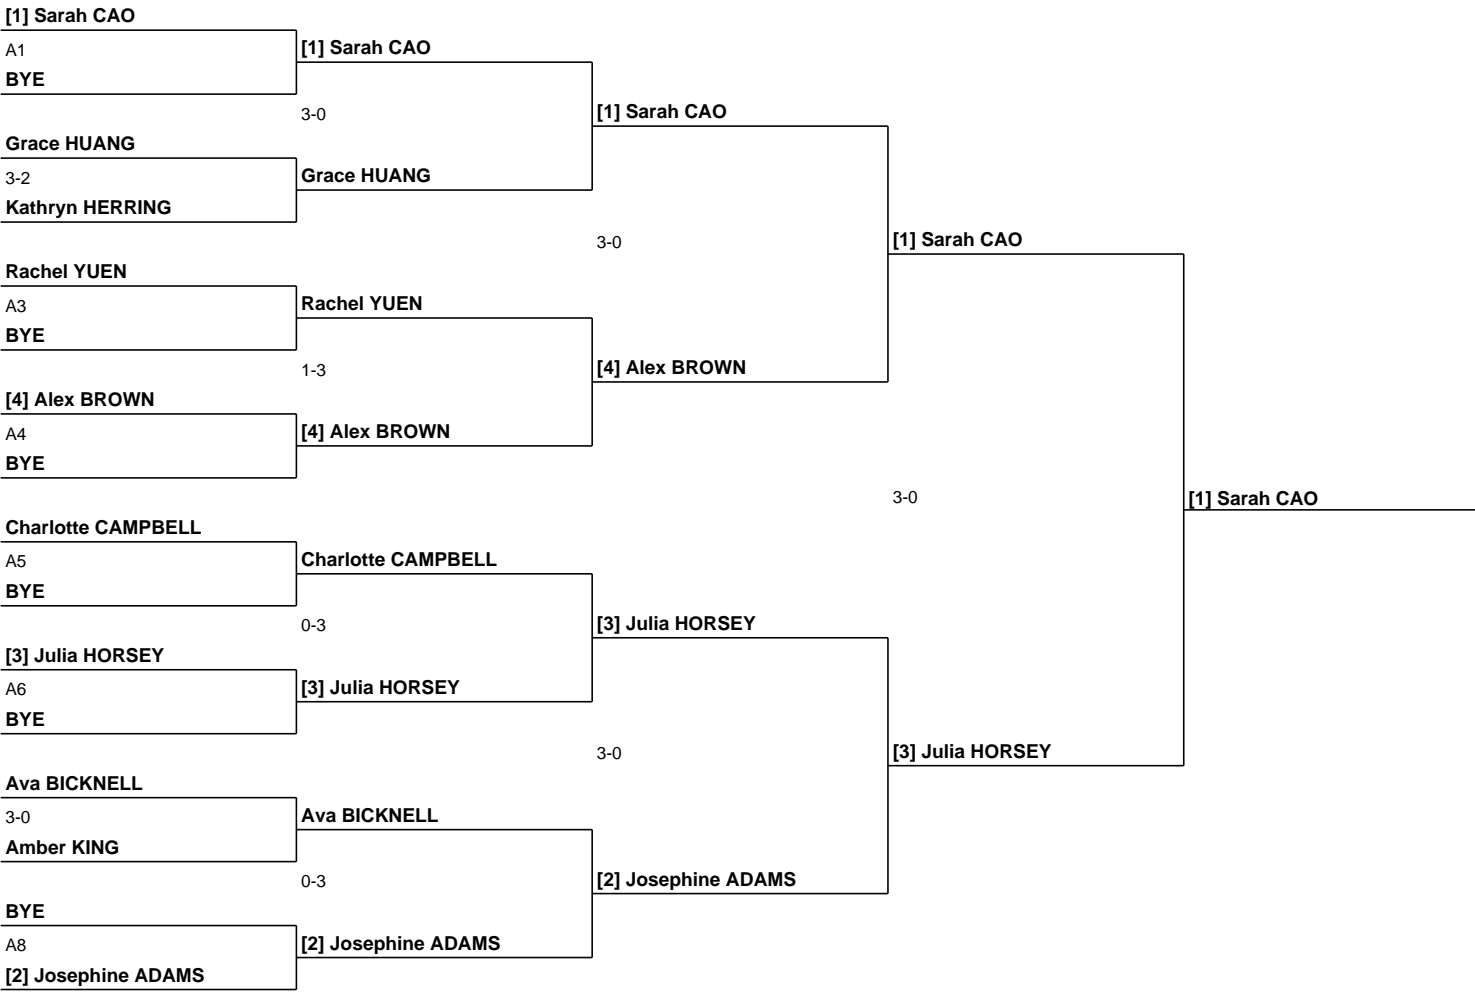 [1] Sarah CAO
A1
BYE
[1] Sarah CAO
3-0
Grace HUANG
3-2
Kathryn HERRING
Grace HUANG
[1] Sarah CAO
3-0
Rachel YUEN
A3
BYE
Rachel YUEN
1-3
[4] Alex BROWN
A4
BYE
[4] Alex BROWN
[4] Alex BROWN
[1] Sarah CAO
3-0
Charlotte CAMPBELL
A5
BYE
Charlotte CAMPBELL
0-3
[3] Julia HORSEY
A6
BYE
[3] Julia HORSEY
[3] Julia HORSEY
3-0
Ava BICKNELL
3-0
Amber KING
Ava BICKNELL
0-3
BYE
A8
[2] Josephine ADAMS
[2] Josephine ADAMS
[2] Josephine ADAMS
[3] Julia HORSEY
[1] Sarah CAO